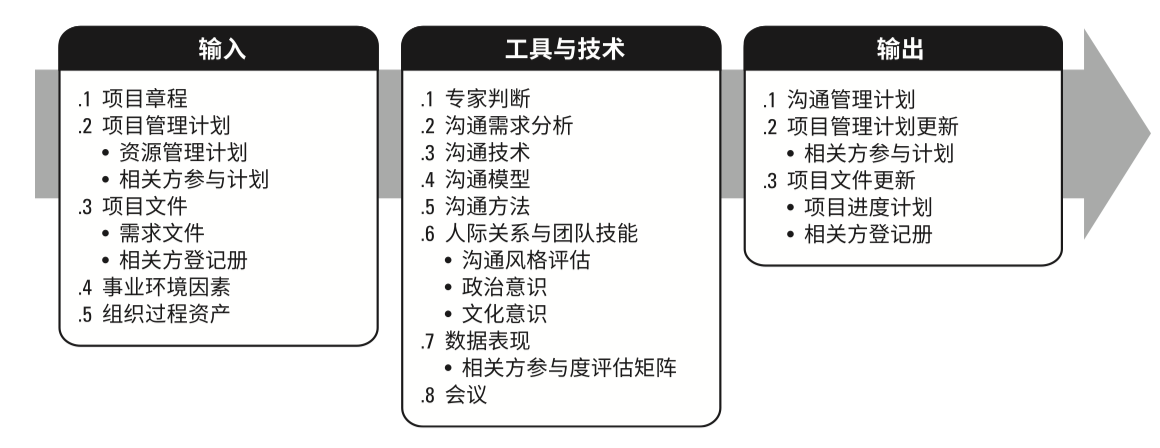 输入
.1 项目章程
.2 项目管理计划
• 资源管理计划
• 相关方参与计划
.3 项目文件
• 需求文件
• 相关方登记册
.4 事业环境因素
.5 组织过程资产
工具与技术
.1 专家判断
.2 沟通需求分析
.3 沟通技术
.4 沟通模型
.5 沟通方法
.6 人际关系与团队技能
• 沟通风格评估
• 政治意识
• 文化意识
.7 数据表现
• 相关方参与度评估矩阵
.8 会议
输出
.1 沟通管理计划
.2 项目管理计划更新
• 相关方参与计划
.3 项目文件更新
• 项目进度计划
• 相关方登记册